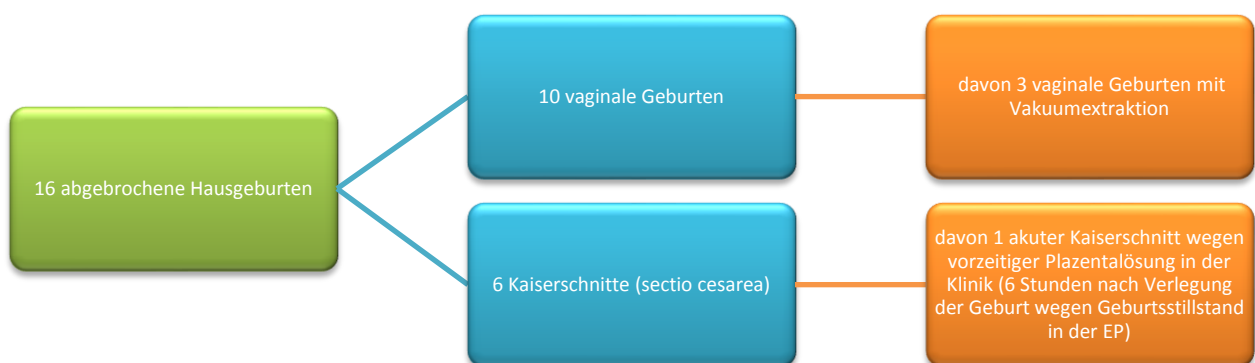 16 abgebrochene Hausgeburten
10 vaginale Geburten
davon 3 vaginale Geburten mit
Vakuumextraktion
6 Kaiserschnitte (sectio cesarea)
davon 1 akuter Kaiserschnitt wegen
vorzeitiger Plazentalösung in der
Klinik (6 Stunden nach Verlegung
der Geburt wegen Geburtsstillstand
in der EP)